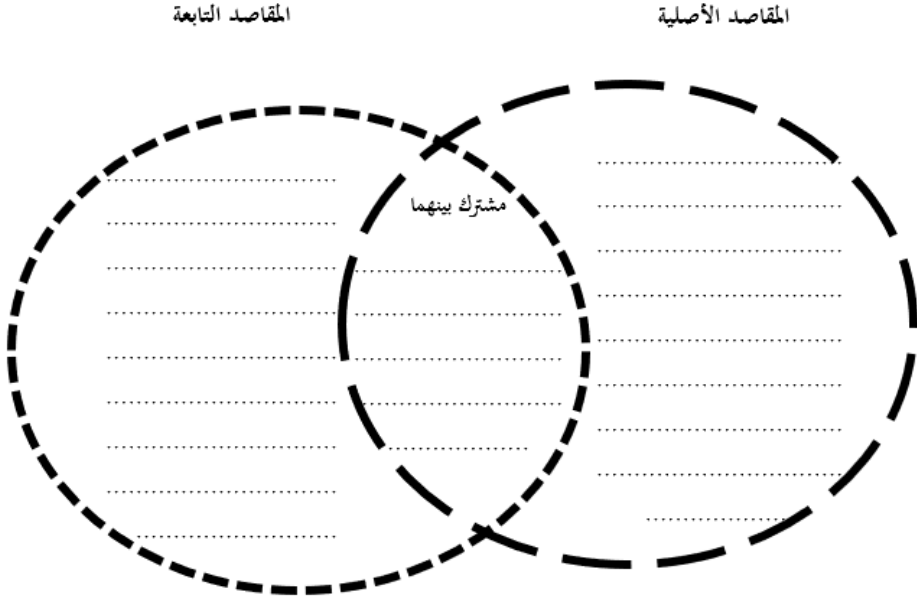 المقاصد الأصلية
المقاصد التابعة
مشترك بينهما